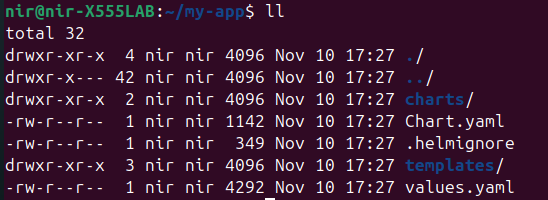 nir@nir-X555LAB:~/my-app$ ll
total 32
drwxr-xr-x  4 nir nir 4096 Nov 10 17:27 ./
drwxr-x--- 42 nir nir 4096 Nov 10 17:27 ../
drwxr-xr-x  2 nir nir 4096 Nov 10 17:27 charts/
-rw-r--r--  1 nir nir 1142 Nov 10 17:27 Chart.yaml
-rw-r--r--  1 nir nir  349 Nov 10 17:27 .helmignore
drwxr-xr-x  3 nir nir 4096 Nov 10 17:27 templates/
-rw-r--r--  1 nir nir 4292 Nov 10 17:27 values.yaml